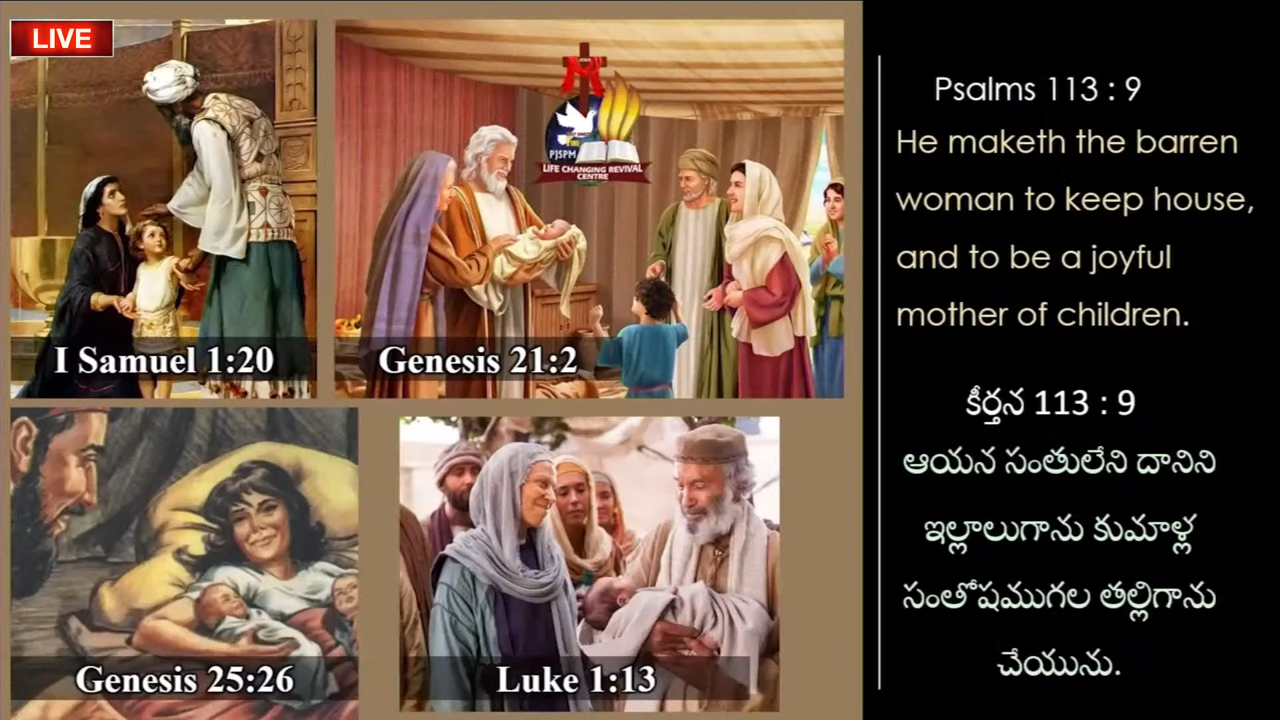 LIVE
PJSPM
LIFE CHANGING REVIVAL
CENTRE
I Samuel 1:20
Genesis 21:2
Genesis 25:26
Luke 1:13
Psalms 113 : 9
He maketh the barren
woman to keep house,
and to be a joyful
mother of children.
కీర్తన 113 : 9
ఆయన సంతులేని దానిని
ఇల్లాలుగాను కుమాళ్ల
సంతోషముగల తల్లిగాను
చేయును.